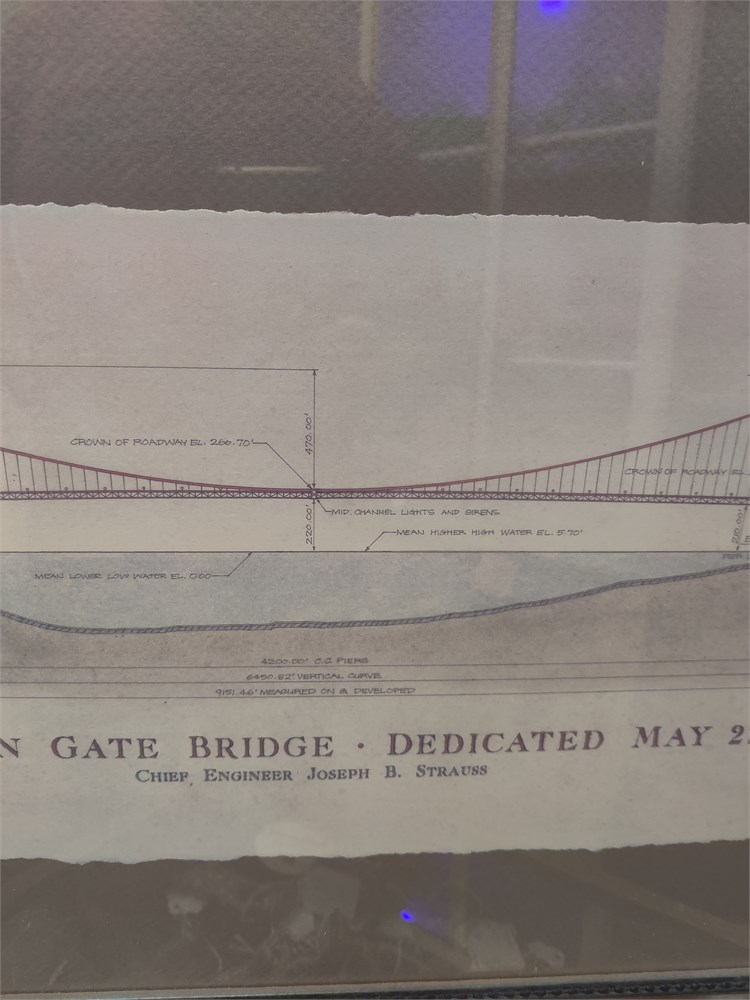 470.00'
CROWN OF ROADWAY EL. 266.70'
CROWN OF ROADWAY EL.
MID. CHANNEL LIGHTS AND SIRENS
220.00'
MEAN HIGHER HIGH WATER EL. 5.70'
MEAN LOWER LOW WATER EL. 0.00
4200.00' C.C. PIERS
6450.82' VERTICAL CURVE
9151.46' MEASURED ON & DEVELOPED
N GATE BRIDGE · DEDICATED MAY 2
CHIEF ENGINEER JOSEPH B. STRAUSS